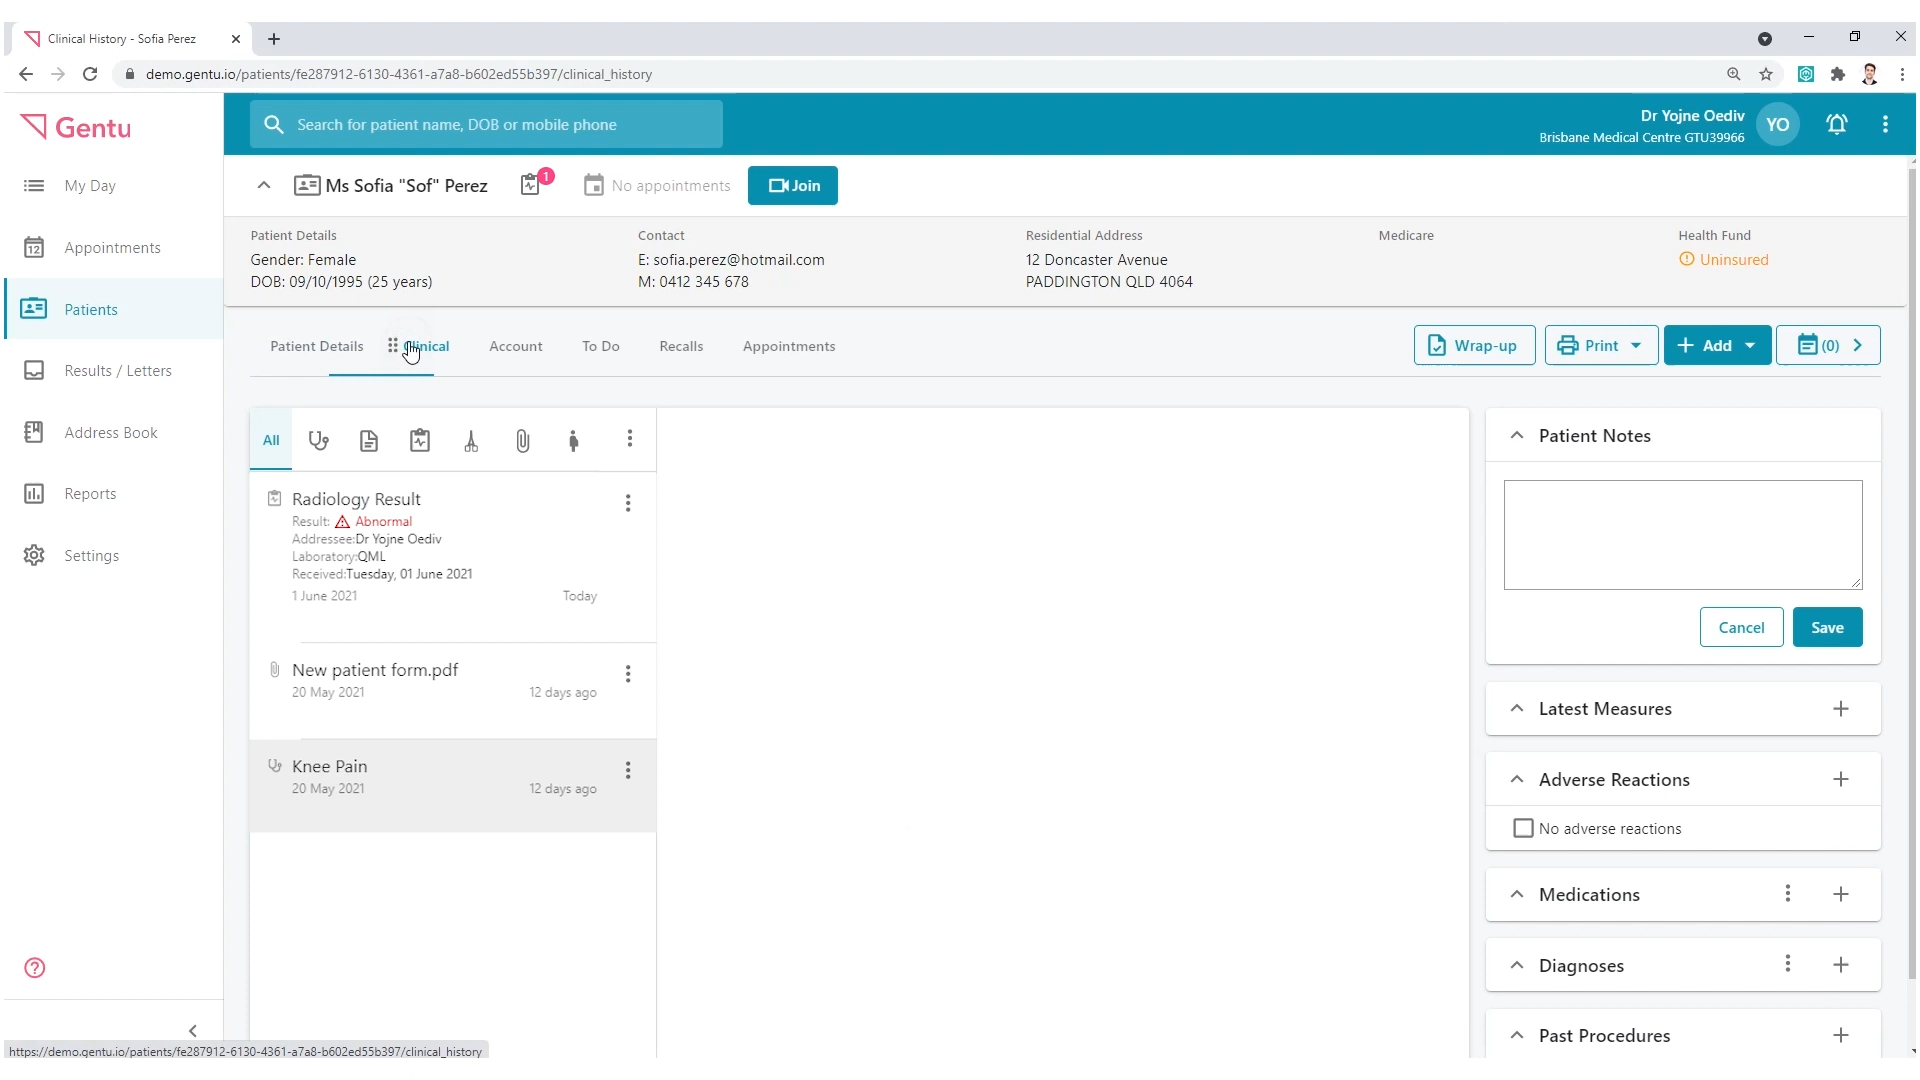 Clinical History - Sofia Perez
demo.gentu.io/patients/fe287912-6130-4361-a7a8-b602ed55b397/clinical_history
Gentu
Search for patient name, DOB or mobile phone
Dr Yojne Oediv
Brisbane Medical Centre GTU39966
YO
My Day
Appointments
Patients
Results / Letters
Address Book
Reports
Settings
Ms Sofia "Sof" Perez
1
No appointments
Join
Patient Details
Gender: Female
DOB: 09/10/1995 (25 years)
Contact
E: sofia.perez@hotmail.com
M: 0412 345 678
Residential Address
12 Doncaster Avenue
PADDINGTON QLD 4064
Medicare
Health Fund
Uninsured
Patient Details
Clinical
Account
To Do
Recalls
Appointments
Wrap-up
Print
Add
(0)
All
Radiology Result
Result: Abnormal
Addressee:Dr Yojne Oediv
Laboratory:QML
Received:Tuesday, 01 June 2021
1 June 2021
Today
New patient form.pdf
20 May 2021
12 days ago
Knee Pain
20 May 2021
12 days ago
Patient Notes
Cancel
Save
Latest Measures
Adverse Reactions
No adverse reactions
Medications
Diagnoses
Past Procedures
https://demo.gentu.io/patients/fe287912-6130-4361-a7a8-b602ed55b397/clinical_history
12